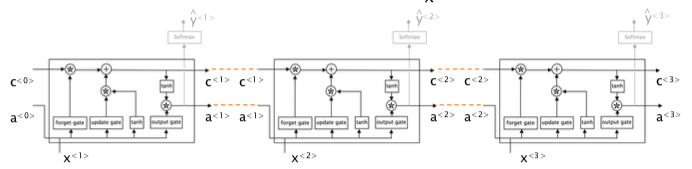 ŷ<1> ŷ<2> ŷ<3>
Softmax Softmax Softmax
c<0> c<1> c<1> c<2> c<2> c<3>
tanh tanh tanh
a<0> a<1> a<1> a<2> a<2> a<3>
forget gate update gate tanh output gate forget gate update gate tanh output gate forget gate update gate tanh output gate
x<1> x<2> x<3>